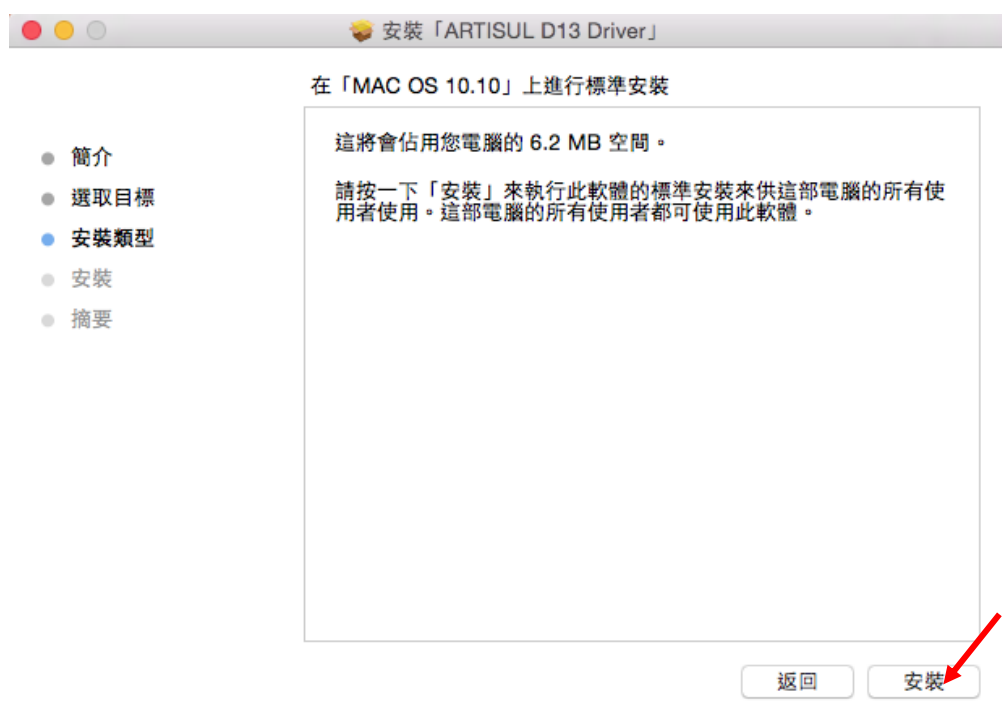 安裝「ARTISUL D13 Driver」
在「MAC OS 10.10」上進行標準安裝
簡介
選取目標
安裝類型
安裝
摘要
這將會佔用您電腦的 6.2 MB 空間。
請按一下「安裝」來執行此軟體的標準安裝來供這部電腦的所有使
用者使用。這部電腦的所有使用者都可使用此軟體。
返回
安裝